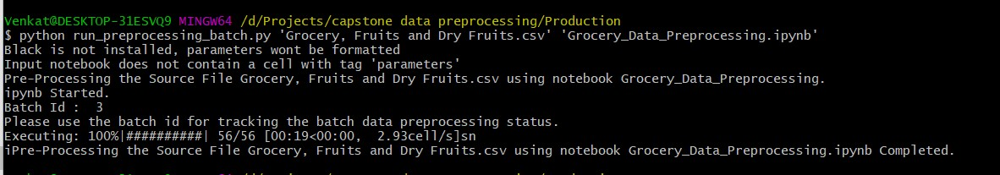 Venkat@DESKTOP-31ESVQ9 MINGW64 /d/Projects/capstone data preprocessing/Production
$ python run_preprocessing_batch.py 'Grocery, Fruits and Dry Fruits.csv' 'Grocery_Data_Preprocessing.ipynb'
Black is not installed, parameters wont be formatted
Input notebook does not contain a cell with tag 'parameters'
Pre-Processing the Source File Grocery, Fruits and Dry Fruits.csv using notebook Grocery_Data_Preprocessing.
ipynb Started.
Batch Id :  3
Please use the batch id for tracking the batch data preprocessing status.
Executing: 100%|##########| 56/56 [00:19<00:00,  2.93cell/s]sn
iPre-Processing the Source File Grocery, Fruits and Dry Fruits.csv using notebook Grocery_Data_Preprocessing.ipynb Completed.